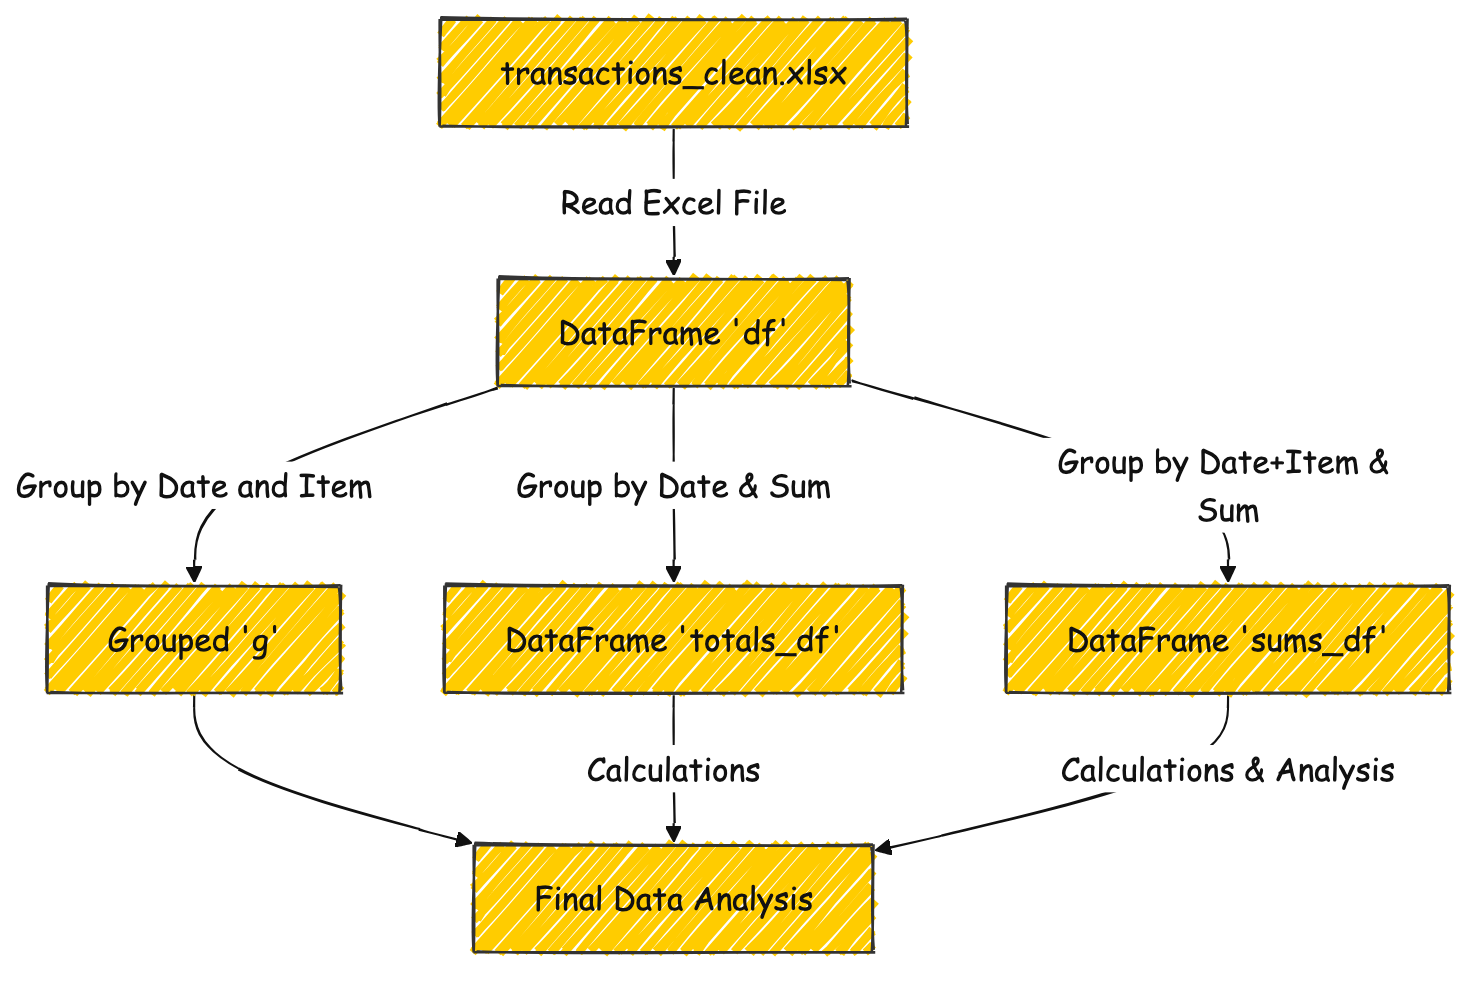 transactions_clean.xlsx
Read Excel File
DataFrame 'df'
Group by Date and Item
Group by Date & Sum
Group by Date+Item &
Sum
Grouped 'g'
DataFrame 'totals_df'
DataFrame 'sums_df'
Calculations
Calculations & Analysis
Final Data Analysis